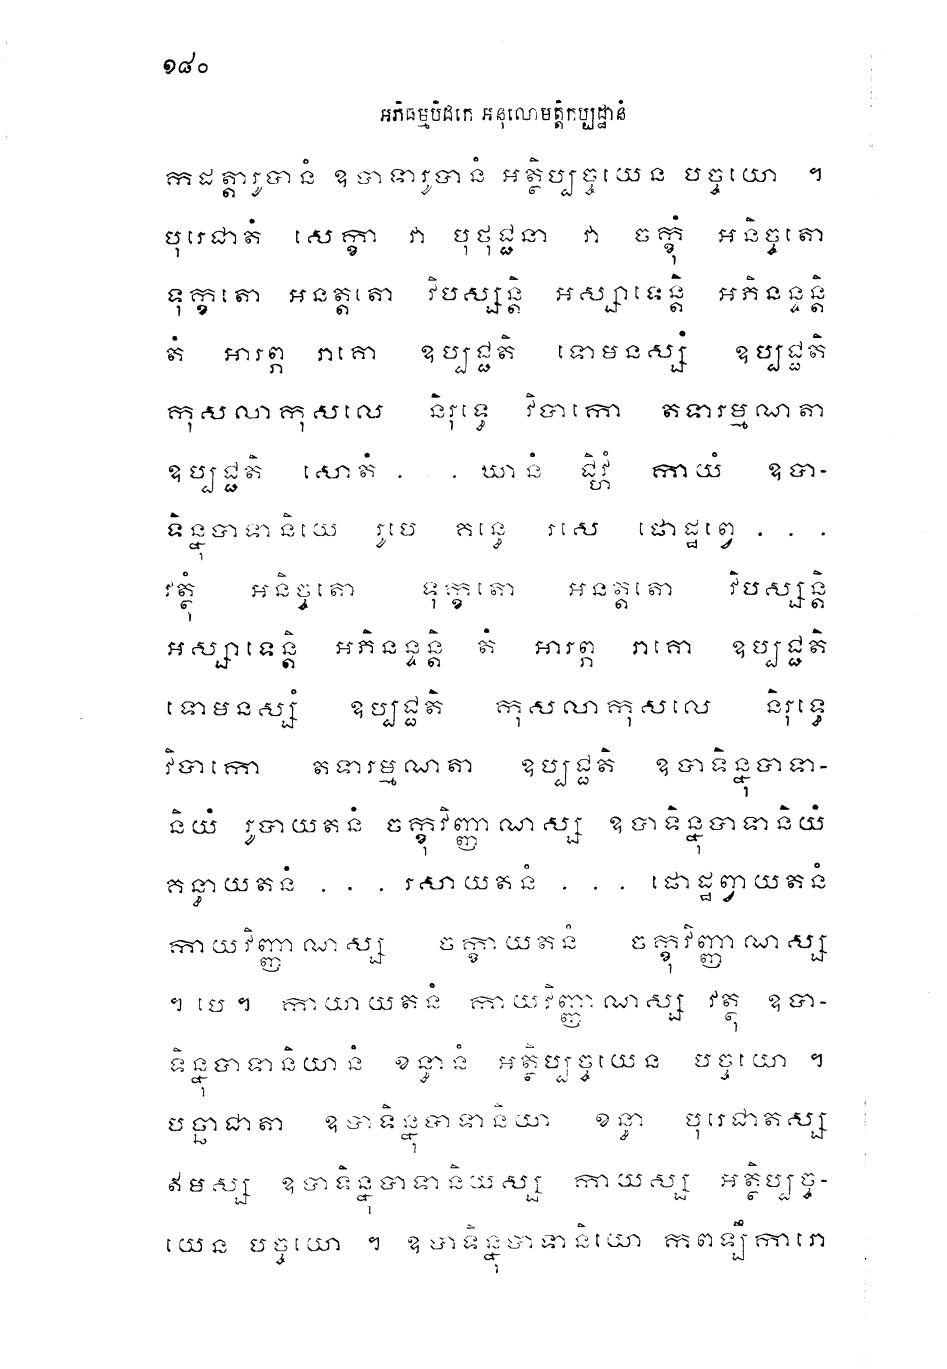 ១៨០
អភិធម្មបិដកេ អនុលោមត្តិកប្បដ្ឋានំ
កដត្តារូបានំ ឧបាទារូបានំ អត្ថិប្បច្ចយេន បច្ចយោ ។
បុរេជាតំ សេក្ខា វា បុថុជ្ជនា វា ចក្ខុំ អនិច្ចតោ
ទុក្ខតោ អនត្តតោ វិបស្សន្តិ អស្សាទេន្តិ អភិនន្ទន្តិ
តំ អារព្ភ រាគោ ឧប្បជ្ជតិ ទោមនស្សំ ឧប្បជ្ជតិ
កុសលាកុសលេ និរុទ្ធេ វិបាកោ តទារម្មណតា
ឧប្បជ្ជតិ សោតំ . . ឃានំ ជិវ្ហំ កាយំ ឧបា-
ទិន្នុបាទានិយេ រូបេ គន្ធេ រសេ ផោដ្ឋព្វេ . . .
វត្ថុំ អនិច្ចតោ ទុក្ខតោ អនត្តតោ វិបស្សន្តិ
អស្សាទេន្តិ អភិនន្ទន្តិ តំ អារព្ភ រាគោ ឧប្បជ្ជតិ
ទោមនស្សំ ឧប្បជ្ជតិ កុសលាកុសលេ និរុទ្ធេ
វិបាកោ តទារម្មណតា ឧប្បជ្ជតិ ឧបាទិន្នុបាទា-
និយំ រូបាយតនំ ចក្ខុវិញ្ញាណស្ស ឧបាទិន្នុបាទានិយំ
គន្ធាយតនំ . . . រសាយតនំ . . . ផោដ្ឋព្វាយតនំ
កាយវិញ្ញាណស្ស ចក្ខាយតនំ ចក្ខុវិញ្ញាណស្ស
។ បេ ។ កាយាយតនំ កាយវិញ្ញាណស្ស វត្ថុ ឧបា-
ទិន្នុបាទានិយានំ ខន្ធានំ អត្ថិប្បច្ចយេន បច្ចយោ ។
បច្ឆាជាតា ឧបាទិន្នុបាទានិយា ខន្ធា បុរេជាតស្ស
ឥមស្ស ឧបាទិន្នុបាទានិយស្ស កាយស្ស អត្ថិប្បច្ច-
យេន បច្ចយោ ។ ឧបាទិន្នុបាទានិយោ កពឡីការោ